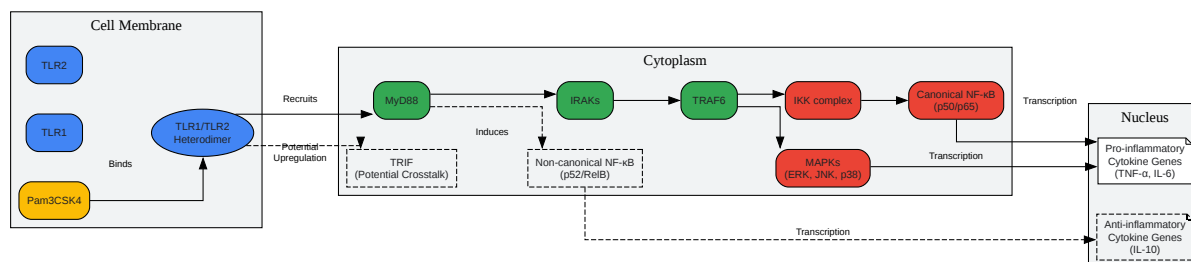 Cell Membrane
TLR2
TLR1
Pam3CSK4
Binds
TLR1/TLR2
Heterodimer
Recruits
Potential
Upregulation
Cytoplasm
MyD88
IRAKs
TRAF6
IKK complex
Canonical NF-κB
(p50/p65)
Induces
TRIF
(Potential Crosstalk)
Non-canonical NF-κB
(p52/RelB)
MAPKs
(ERK, JNK, p38)
Transcription
Transcription
Transcription
Nucleus
Pro-inflammatory
Cytokine Genes
(TNF-α, IL-6)
Anti-inflammatory
Cytokine Genes
(IL-10)